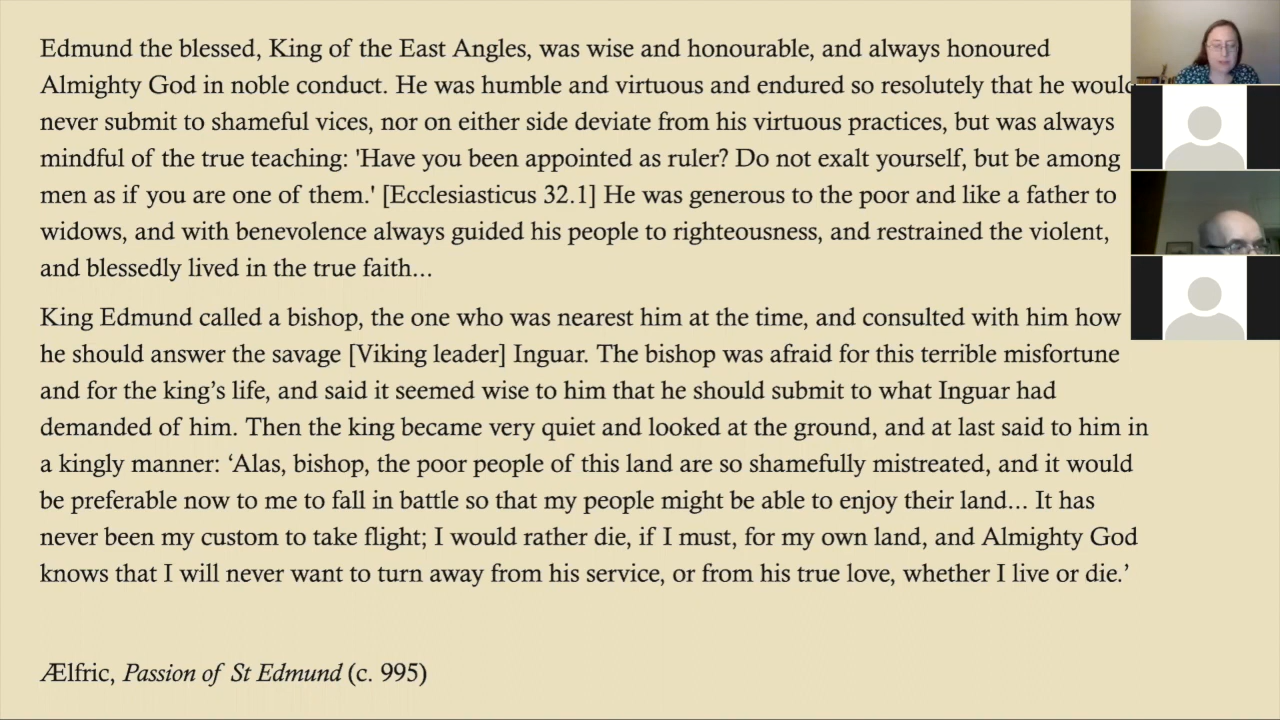 Edmund the blessed, King of the East Angles, was wise and honourable, and always honoured
Almighty God in noble conduct. He was humble and virtuous and endured so resolutely that he would
never submit to shameful vices, nor on either side deviate from his virtuous practices, but was always
mindful of the true teaching: 'Have you been appointed as ruler? Do not exalt yourself, but be among
men as if you are one of them.' [Ecclesiasticus 32.1] He was generous to the poor and like a father to
widows, and with benevolence always guided his people to righteousness, and restrained the violent,
and blessedly lived in the true faith...
King Edmund called a bishop, the one who was nearest him at the time, and consulted with him how
he should answer the savage [Viking leader] Inguar. The bishop was afraid for this terrible misfortune
and for the king’s life, and said it seemed wise to him that he should submit to what Inguar had
demanded of him. Then the king became very quiet and looked at the ground, and at last said to him in
a kingly manner: ‘Alas, bishop, the poor people of this land are so shamefully mistreated, and it would
be preferable now to me to fall in battle so that my people might be able to enjoy their land... It has
never been my custom to take flight; I would rather die, if I must, for my own land, and Almighty God
knows that I will never want to turn away from his service, or from his true love, whether I live or die.’
Ælfric, Passion of St Edmund (c. 995)